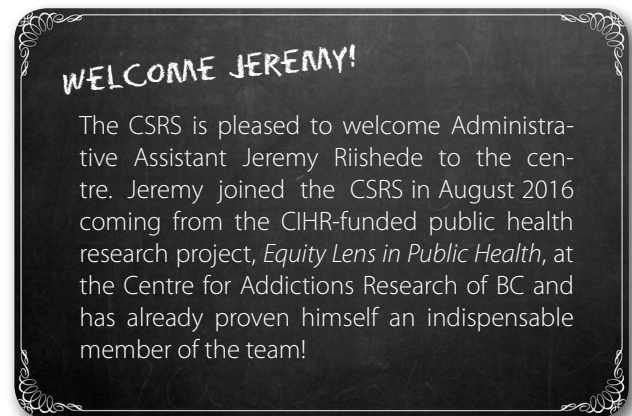 WELCOME JEREMY!
The CSRS is pleased to welcome Administra-
tive Assistant Jeremy Riishede to the cen-
tre. Jeremy joined the CSRS in August 2016
coming from the CIHR-funded public health
research project, Equity Lens in Public Health, at
the Centre for Addictions Research of BC and
has already proven himself an indispensable
member of the team!